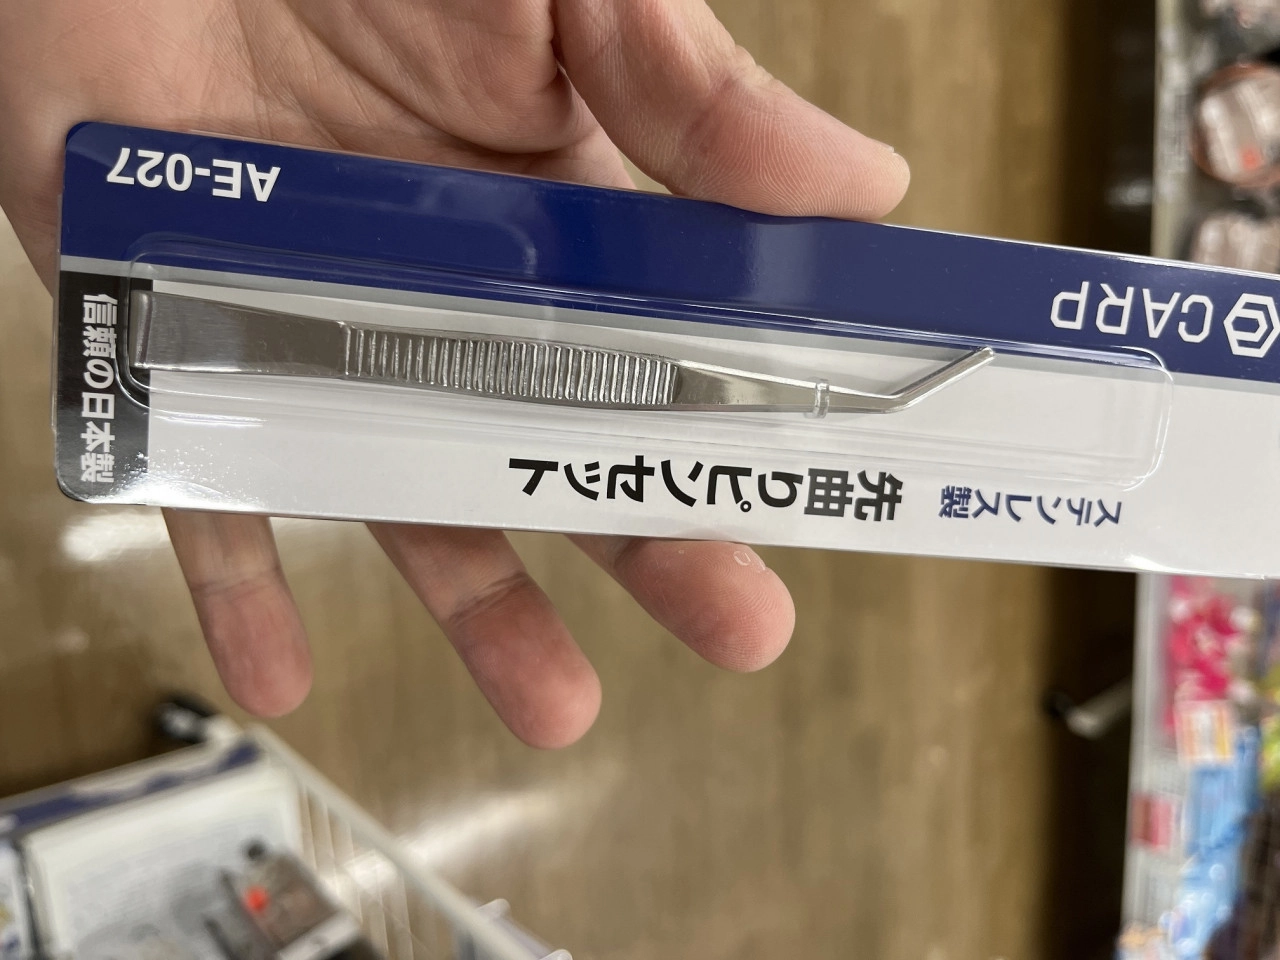 CARP
AE-027
ステンレス製
先曲りピンセット
信頼の日本製